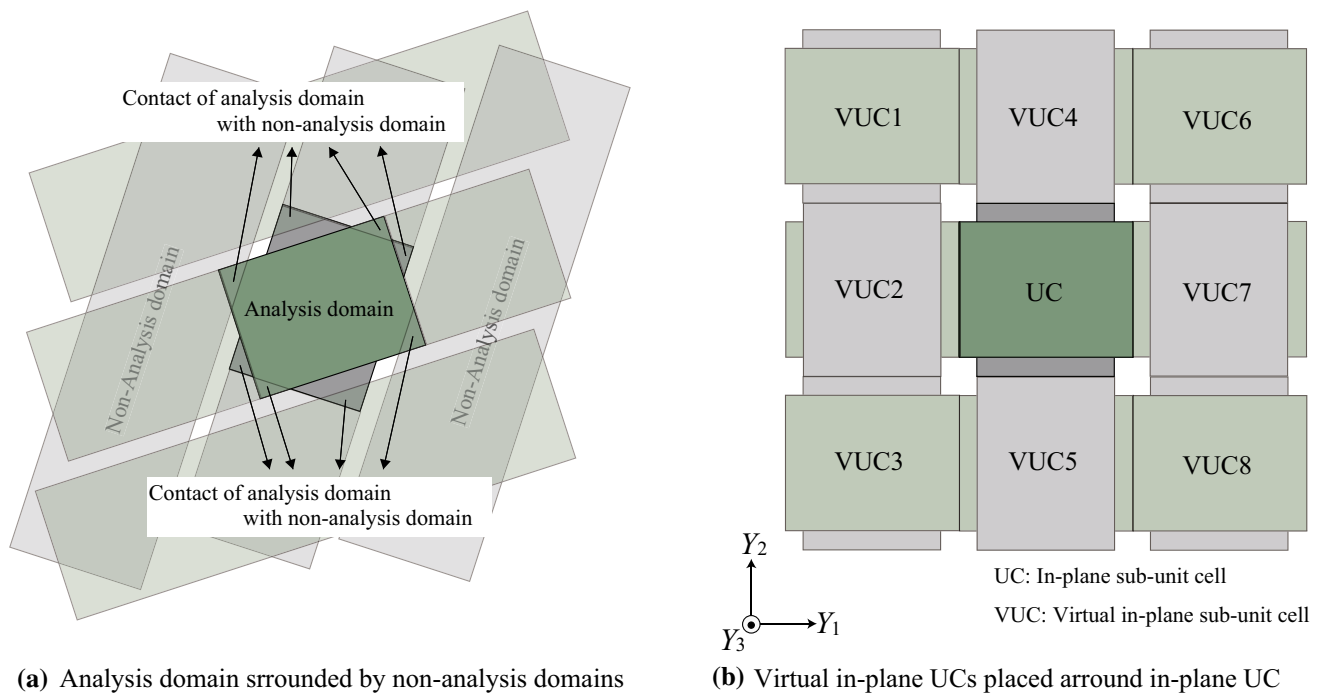 Contact of analysis domain
with non-analysis domain
Non-Analysis domain
Analysis domain
Non-Analysis domain
Contact of analysis domain
with non-analysis domain
(a) Analysis domain srrounded by non-analysis domains
VUC1
VUC4
VUC6
VUC2
UC
VUC7
VUC3
VUC5
VUC8
Y2
Y3
Y1
UC: In-plane sub-unit cell
VUC: Virtual in-plane sub-unit cell
(b) Virtual in-plane UCs placed arround in-plane UC